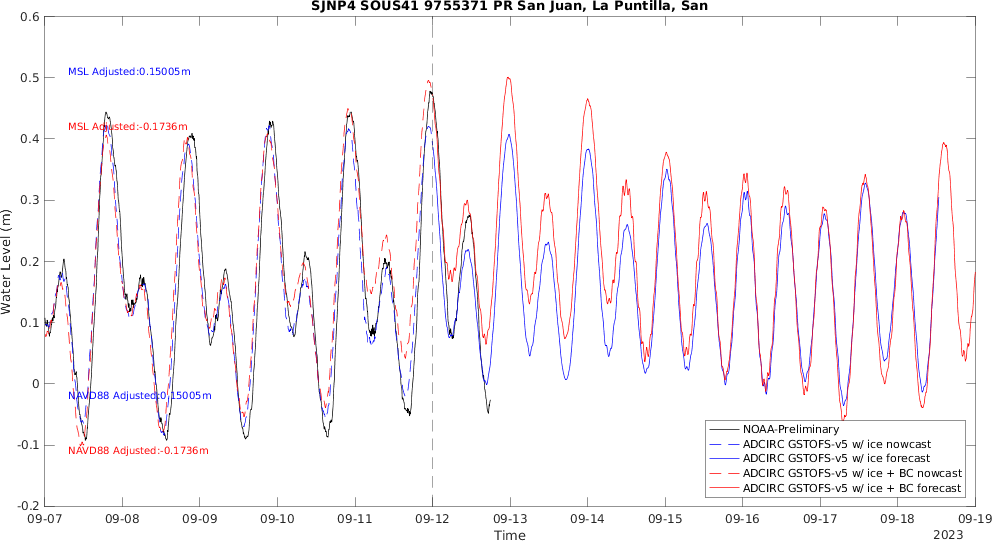 SJNP4 SOUS41 9755371 PR San Juan, La Puntilla, San
0.6
0.5
0.4
0.3
0.2
0.1
0
-0.1
-0.2
Water Level (m)
MSL Adjusted:0.15005m
MSL Adjusted:-0.1736m
NAVD88 Adjusted:0.15005m
NAVD88 Adjusted:-0.1736m
NOAA-Preliminary
ADCIRC GSTOFS-v5 w/ ice nowcast
ADCIRC GSTOFS-v5 w/ ice forecast
ADCIRC GSTOFS-v5 w/ ice + BC nowcast
ADCIRC GSTOFS-v5 w/ ice + BC forecast
09-07 09-08 09-09 09-10 09-11 09-12 09-13 09-14 09-15 09-16 09-17 09-18 09-19
Time
2023